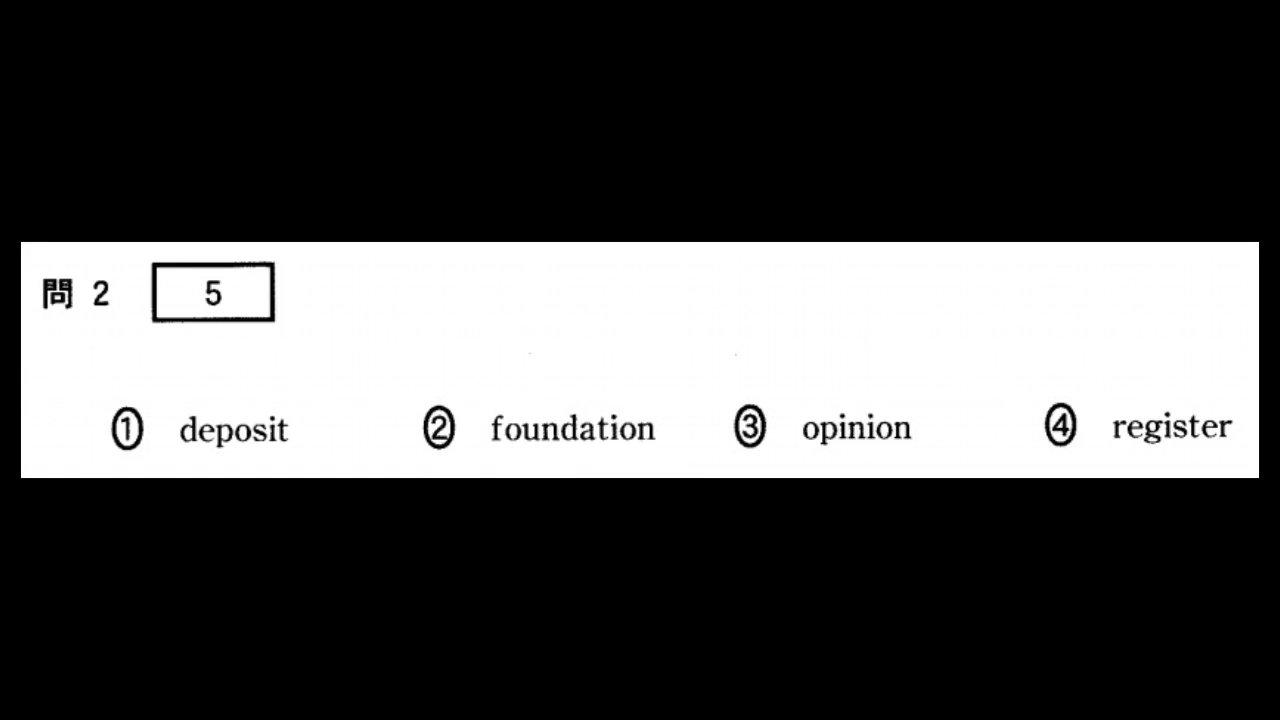 問 2 5
① deposit ② foundation ③ opinion ④ register